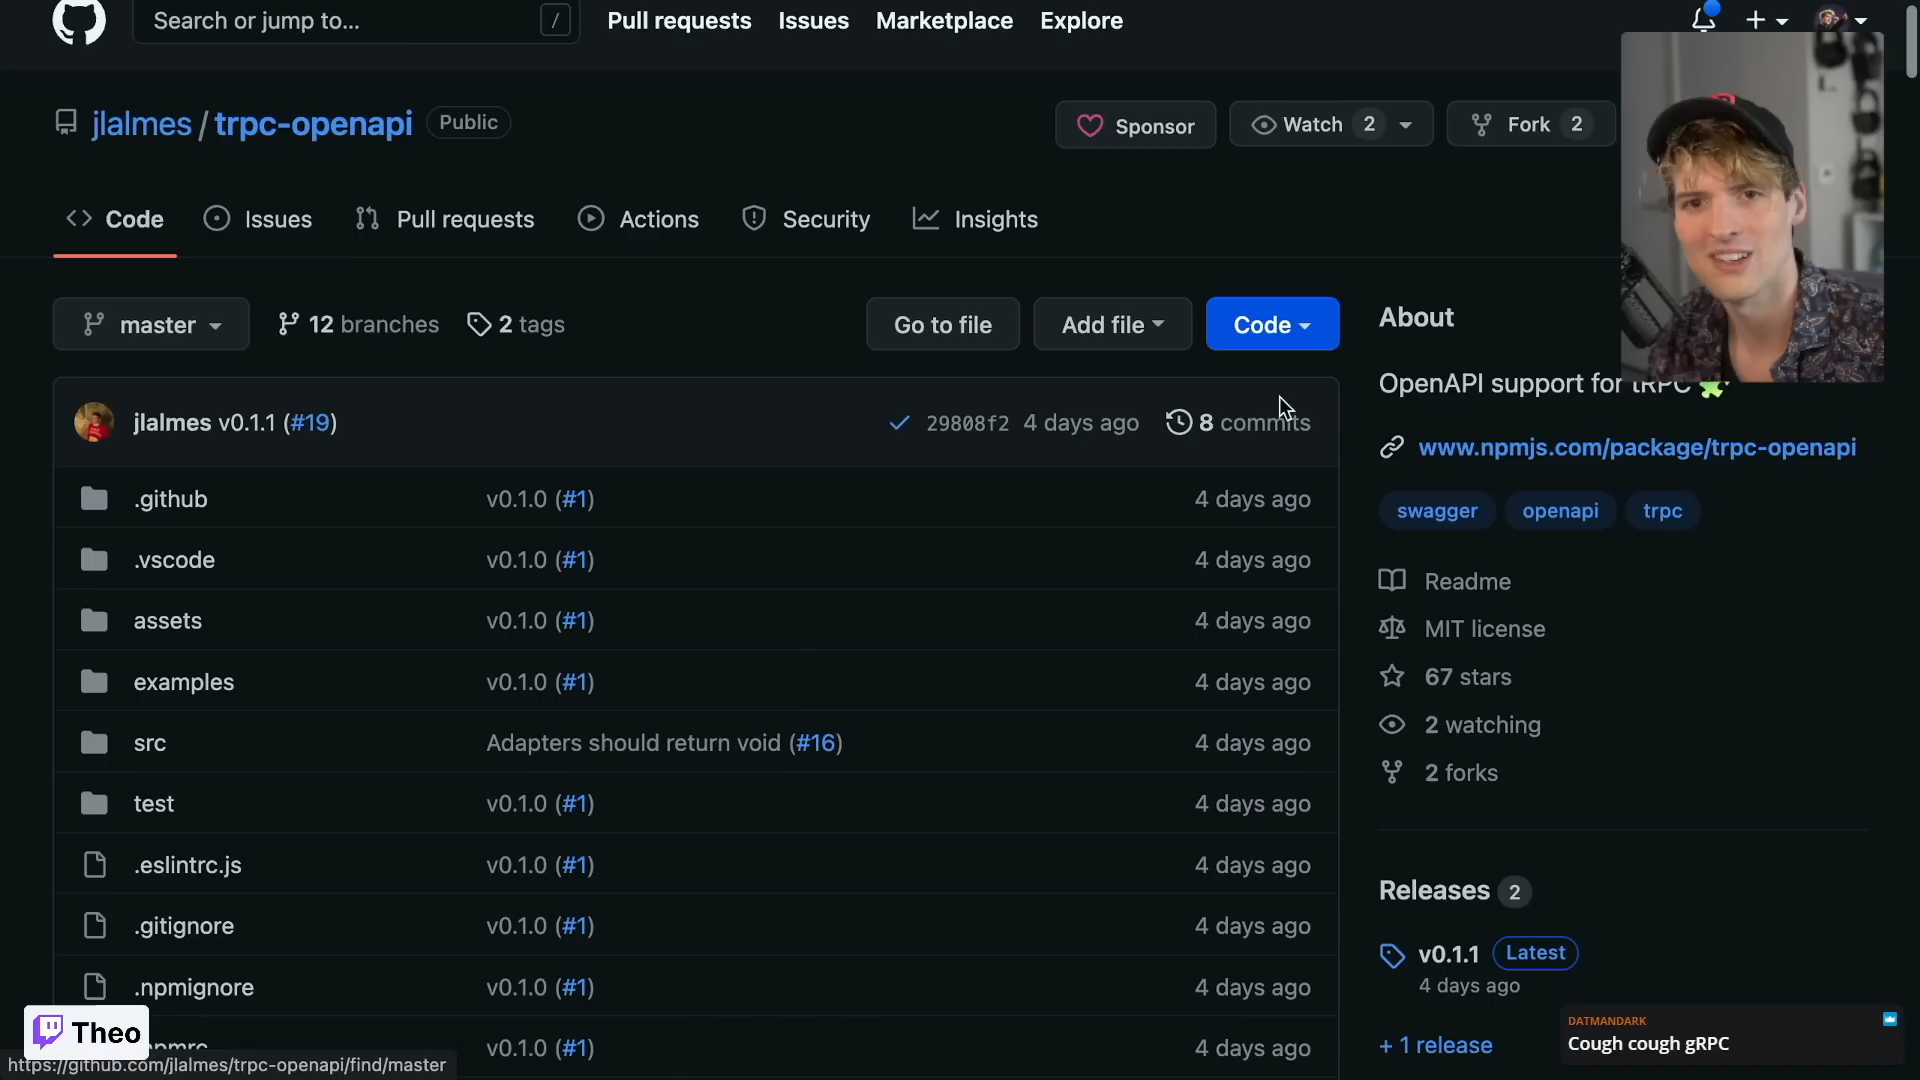 Search or jump to... /
Pull requests Issues Marketplace Explore
jlalmes / trpc-openapi Public
Sponsor Watch 2 Fork 2
Code Issues Pull requests Actions Security Insights
master 12 branches 2 tags Go to file Add file Code
jlalmes v0.1.1 (#19) 29808f2 4 days ago 8 commits
.github v0.1.0 (#1) 4 days ago
.vscode v0.1.0 (#1) 4 days ago
assets v0.1.0 (#1) 4 days ago
examples v0.1.0 (#1) 4 days ago
src Adapters should return void (#16) 4 days ago
test v0.1.0 (#1) 4 days ago
.eslintrc.js v0.1.0 (#1) 4 days ago
.gitignore v0.1.0 (#1) 4 days ago
.npmignore v0.1.0 (#1) 4 days ago
v0.1.0 (#1) 4 days ago
Theo
https://github.com/jlalmes/trpc-openapi/find/master
About
OpenAPI support for tRPC
www.npmjs.com/package/trpc-openapi
swagger openapi trpc
Readme
MIT license
67 stars
2 watching
2 forks
Releases 2
v0.1.1 Latest
4 days ago
+ 1 release
DATMANDARK
Cough cough gRPC